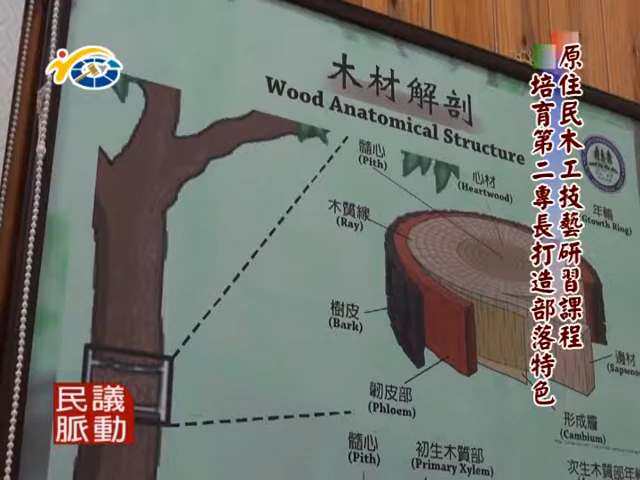 木材解剖
Wood Anatomical Structure
髓心
(Pith)
心材
(Heartwood)
年輪
(Growth Ring)
木質線
(Ray)
樹皮
(Bark)
邊材
(Sapwoo
韌皮部
(Phloem)
形成層
(Cambium)
髓心
(Pith)
初生木質部
(Primary Xylem)
次生木質部年輪
原住民木工技藝研習課程
培育第二專長打造部落特色
民議
脈動